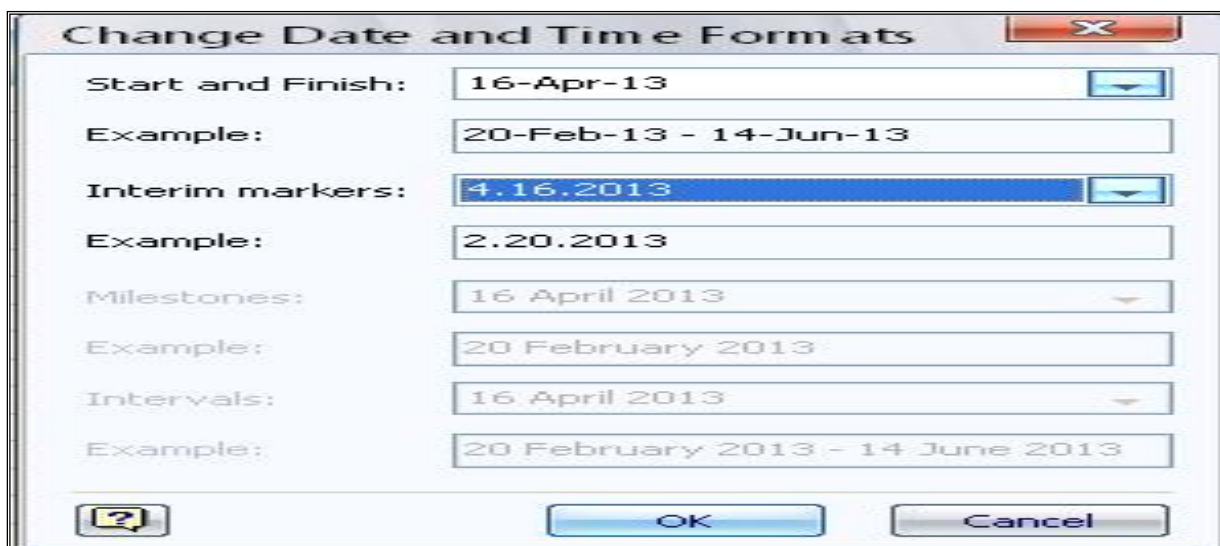 Change Date and Time Formats
Start and Finish: 16-Apr-13
Example: 20-Feb-13 - 14-Jun-13
Interim markers: 4.16.2013
Example: 2.20.2013
Milestones: 16 April 2013
Example: 20 February 2013
Intervals: 16 April 2013
Example: 20 February 2013 - 14 June 2013
? OK Cancel